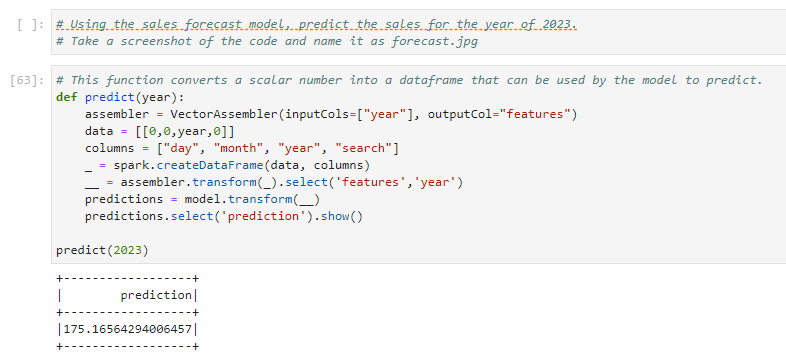 [ ]: # Using the sales forecast model, predict the sales for the year of 2023.
# Take a screenshot of the code and name it as forecast.jpg
[63]: # This function converts a scalar number into a dataframe that can be used by the model to predict.
def predict(year):
    assembler = VectorAssembler(inputCols=["year"], outputCol="features")
    data = [[0,0,year,0]]
    columns = ["day", "month", "year", "search"]
    _ = spark.createDataFrame(data, columns)
    __ = assembler.transform(_).select('features','year')
    predictions = model.transform(__)
    predictions.select('prediction').show()

predict(2023)
+------------------+
|        prediction|
+------------------+
|175.16564294006457|
+------------------+